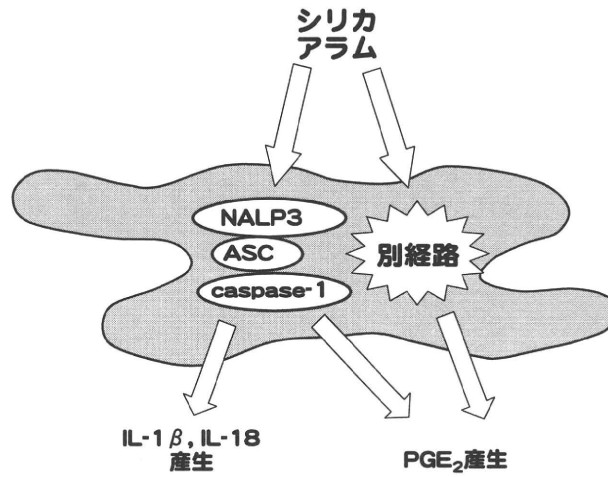 シリカ
アラム
NALP3
ASC
caspase-1
別経路
IL-1β, IL-18
産生
PGE₂産生